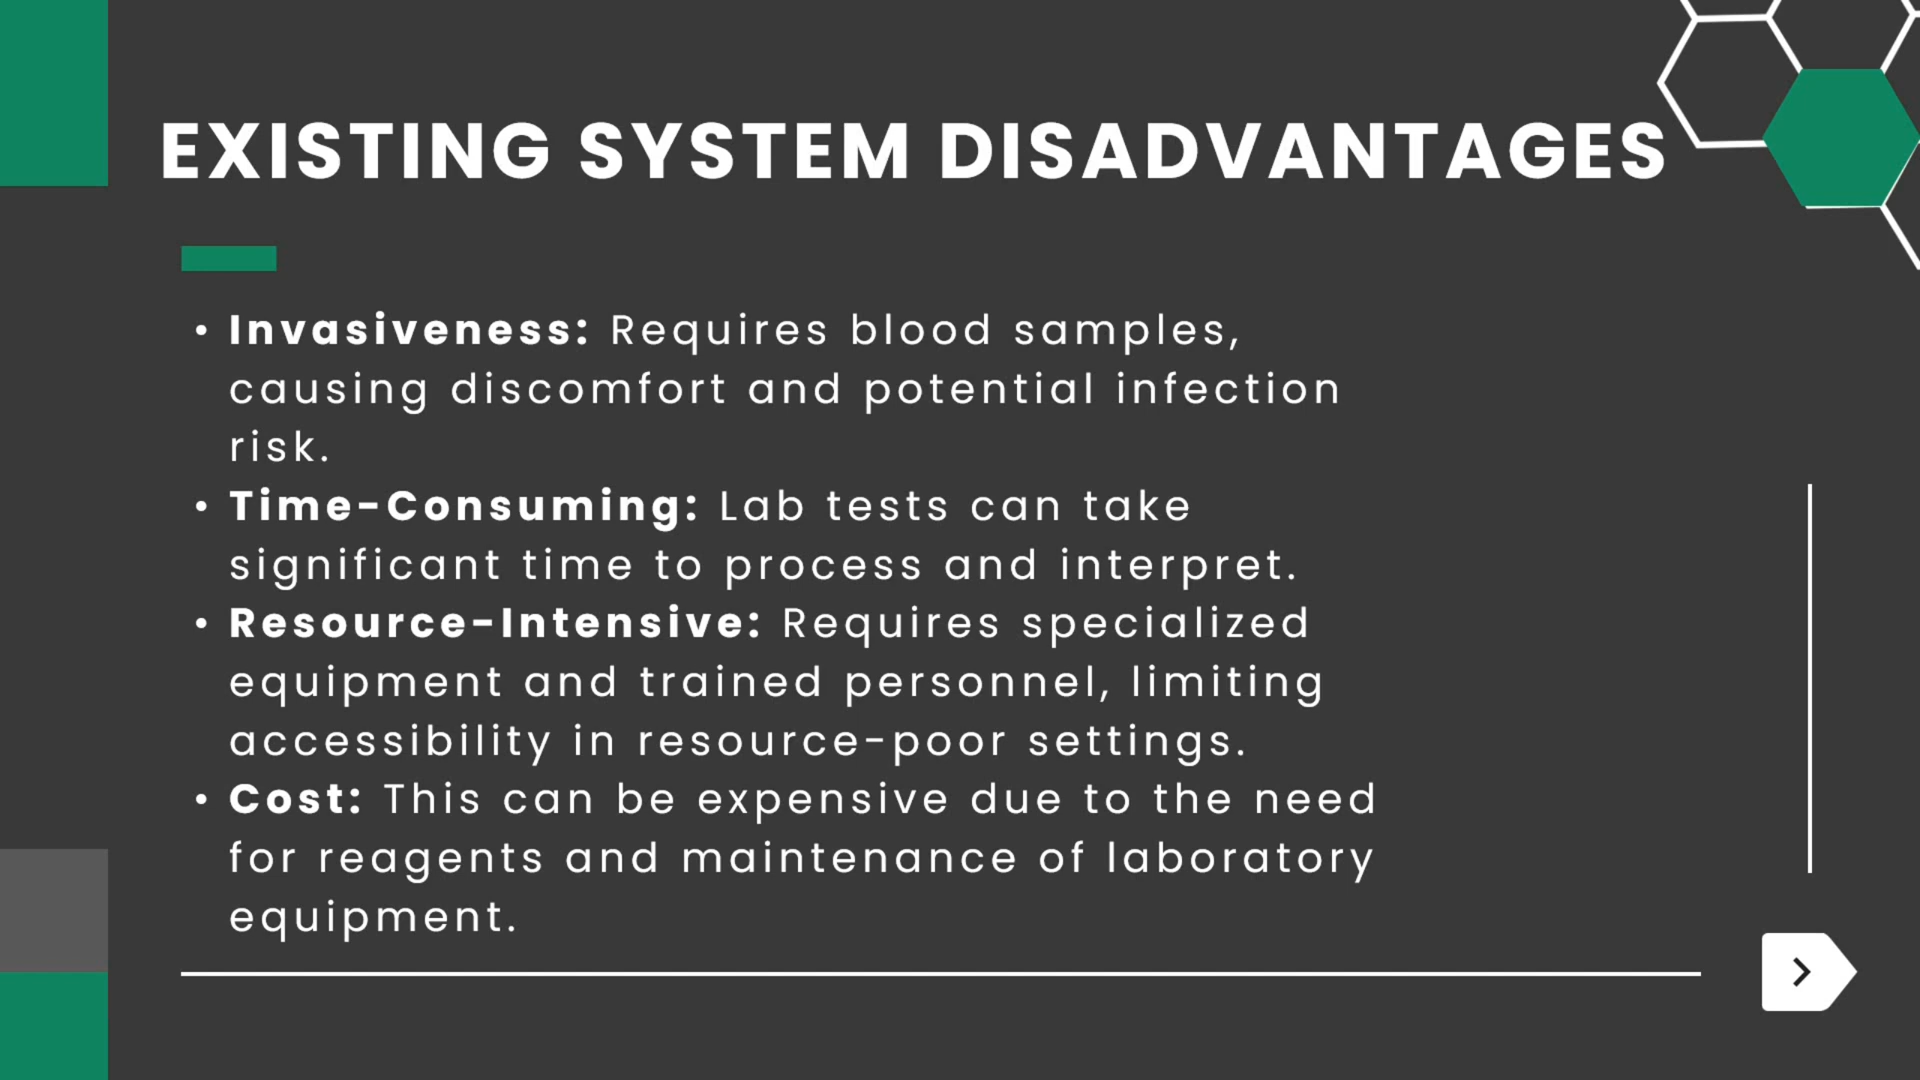 EXISTING SYSTEM DISADVANTAGES
• Invasiveness: Requires blood samples,
causing discomfort and potential infection
risk.
• Time-Consuming: Lab tests can take
significant time to process and interpret.
• Resource-Intensive: Requires specialized
equipment and trained personnel, limiting
accessibility in resource-poor settings.
• Cost: This can be expensive due to the need
for reagents and maintenance of laboratory
equipment.